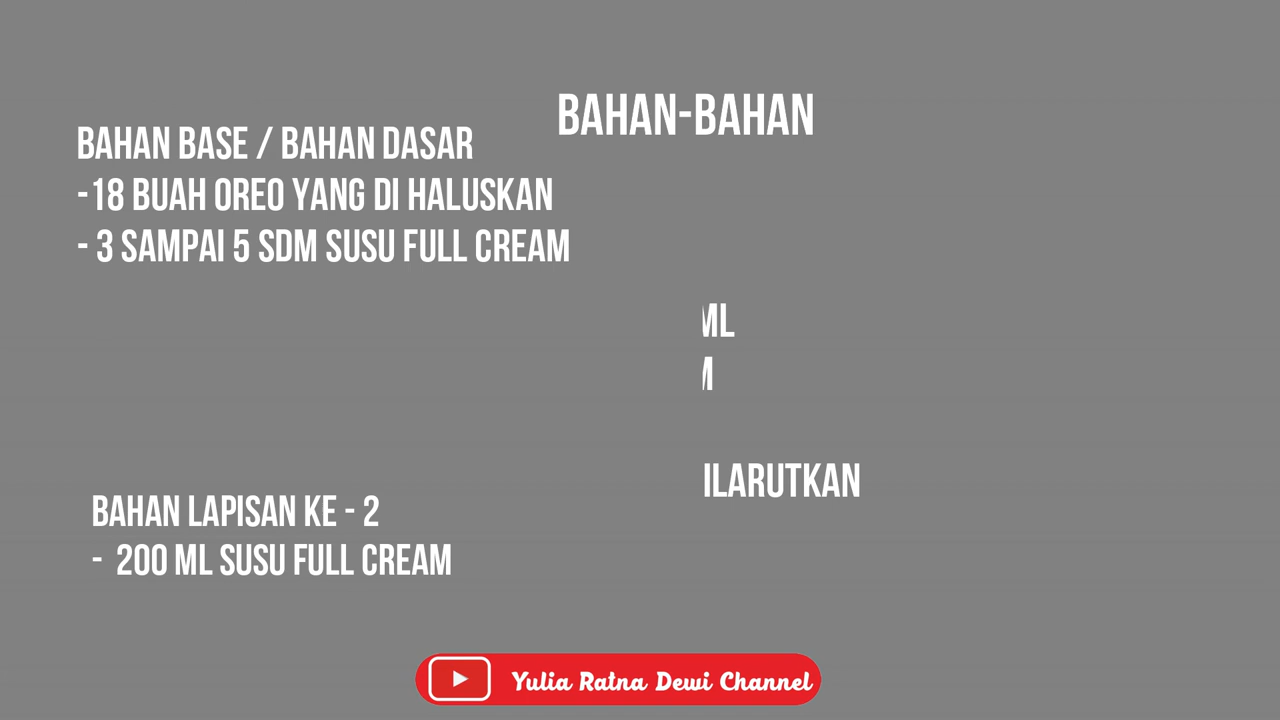 BAHAN-BAHAN
BAHAN BASE / BAHAN DASAR
-18 BUAH OREO YANG DI HALUSKAN
- 3 SAMPAI 5 SDM SUSU FULL CREAM
ML
BAHAN LAPISAN KE - 2
-  200 ML SUSU FULL CREAM
Yulia Ratna Dewi Channel